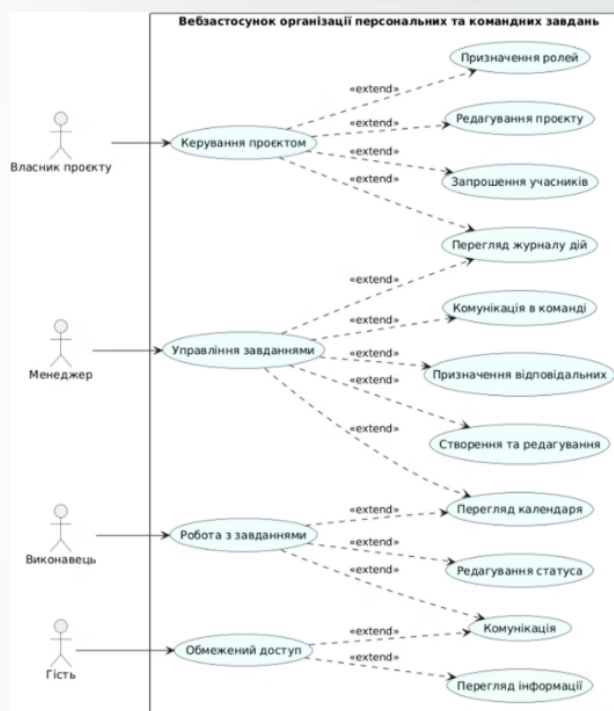 Вебзастосунок організації персональних та командних завдань
Призначення ролей
«extend»
Редагування проєкту
Керування проєктом
«extend»
Власник проєкту
«extend»
Запрошення учасників
«extend»
Перегляд журналу дій
«extend»
Комунікація в команді
«extend»
Управління завданнями
Менеджер
«extend»
Призначення відповідальних
«extend»
Створення та редагування
«extend»
Перегляд календаря
«extend»
Робота з завданнями
Виконавець
«extend»
Редагування статуса
«extend»
Комунікація
«extend»
Обмежений доступ
Гість
«extend»
Перегляд інформації